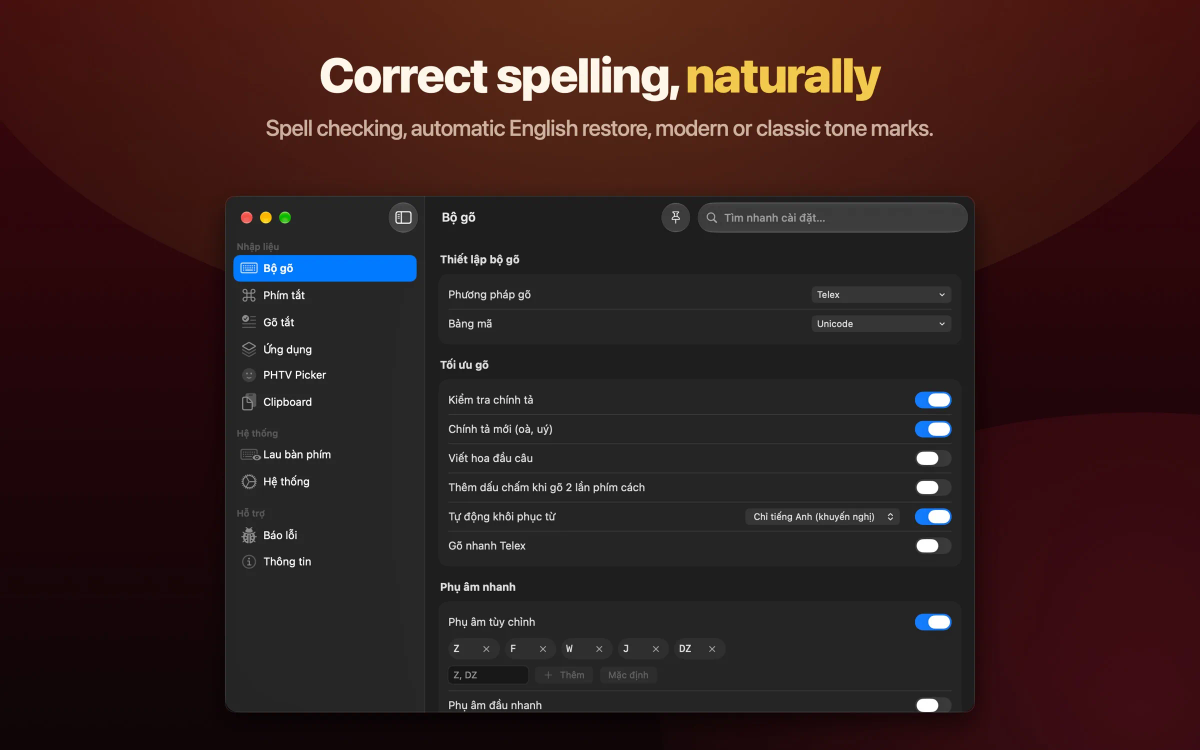 Correct spelling, naturally
Spell checking, automatic English restore, modern or classic tone marks.
Nhập liệu
Bộ gõ
Phím tắt
Gõ tắt
Ứng dụng
PHTV Picker
Clipboard
Hệ thống
Lau bàn phím
Hệ thống
Hỗ trợ
Báo lỗi
Thông tin
Bộ gõ
Tìm nhanh cài đặt...
Thiết lập bộ gõ
Phương pháp gõ Telex
Bảng mã Unicode
Tối ưu gõ
Kiểm tra chính tả
Chính tả mới (oà, uý)
Viết hoa đầu câu
Thêm dấu chấm khi gõ 2 lần phím cách
Tự động khôi phục từ Chỉ tiếng Anh (khuyến nghị)
Gõ nhanh Telex
Phụ âm nhanh
Phụ âm tùy chỉnh
Z F W J DZ
Z, DZ Thêm Mặc định
Phụ âm đầu nhanh